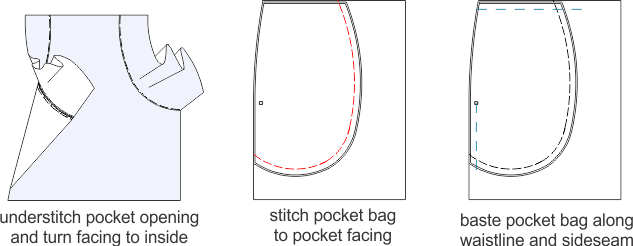 understitch pocket opening
and turn facing to inside
stitch pocket bag
to pocket facing
baste pocket bag along
waistline and sideseam